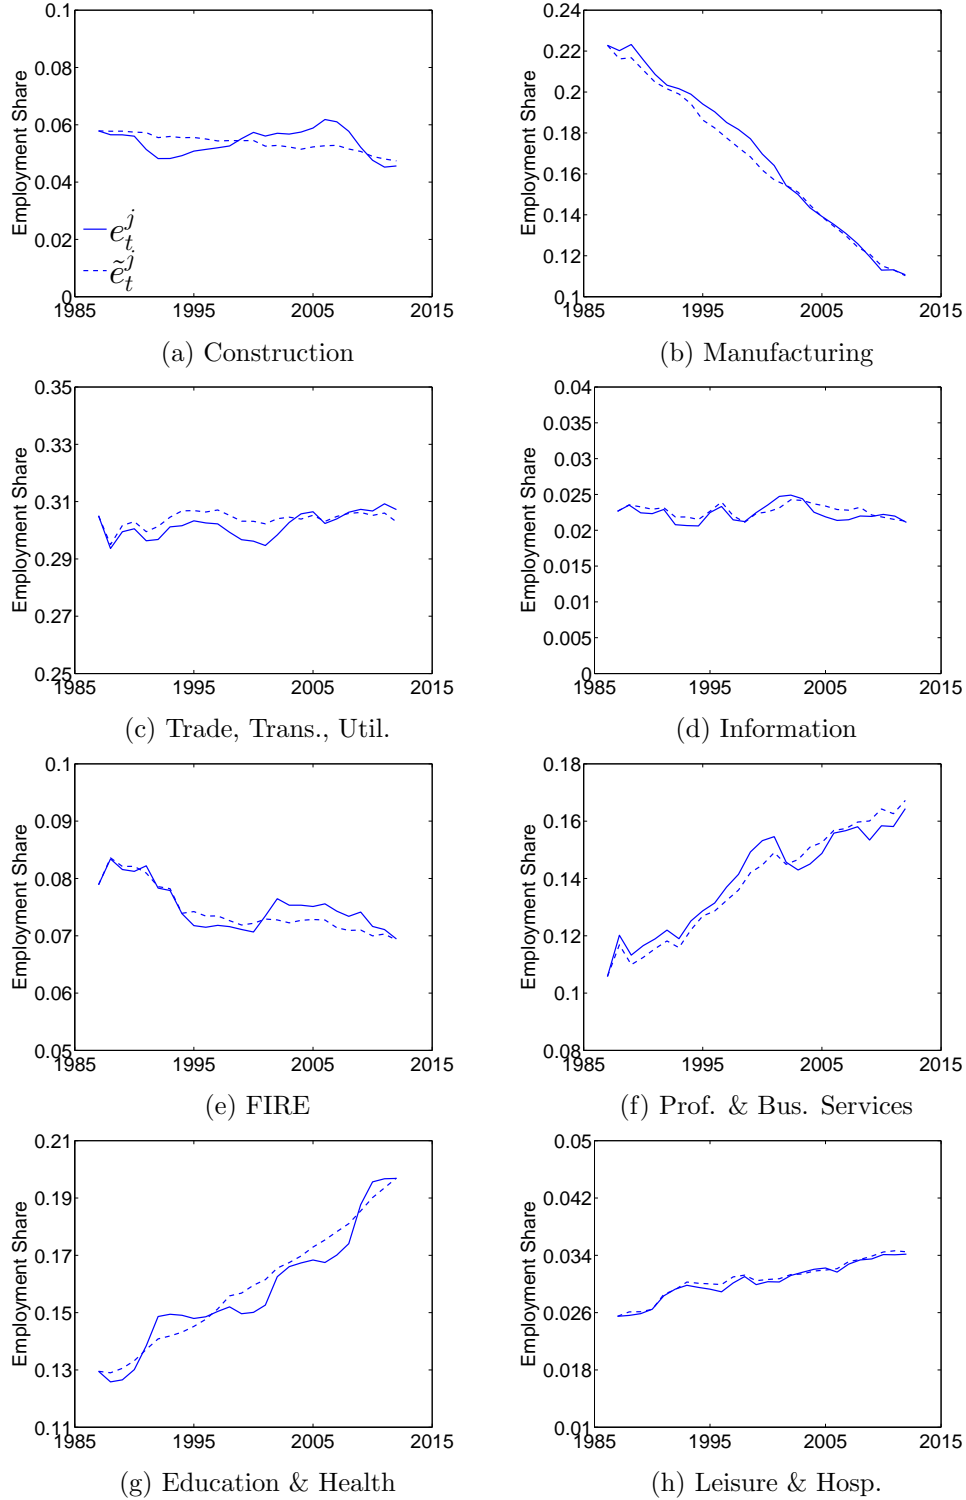 0.1
0.08
0.06
0.04
0.02
0
Employment Share
e_t^j
ẽ_t^j
1985 1995 2005 2015
(a) Construction
0.24
0.22
0.2
0.18
0.16
0.14
0.12
0.1
Employment Share
1985 1995 2005 2015
(b) Manufacturing
0.35
0.33
0.31
0.29
0.27
0.25
Employment Share
1985 1995 2005 2015
(c) Trade, Trans., Util.
0.04
0.035
0.03
0.025
0.02
0.015
0.01
0.005
0
Employment Share
1985 1995 2005 2015
(d) Information
0.1
0.09
0.08
0.07
0.06
0.05
Employment Share
1985 1995 2005 2015
(e) FIRE
0.18
0.16
0.14
0.12
0.1
0.08
Employment Share
1985 1995 2005 2015
(f) Prof. & Bus. Services
0.21
0.19
0.17
0.15
0.13
0.11
Employment Share
1985 1995 2005 2015
(g) Education & Health
0.05
0.042
0.034
0.026
0.018
0.01
Employment Share
1985 1995 2005 2015
(h) Leisure & Hosp.